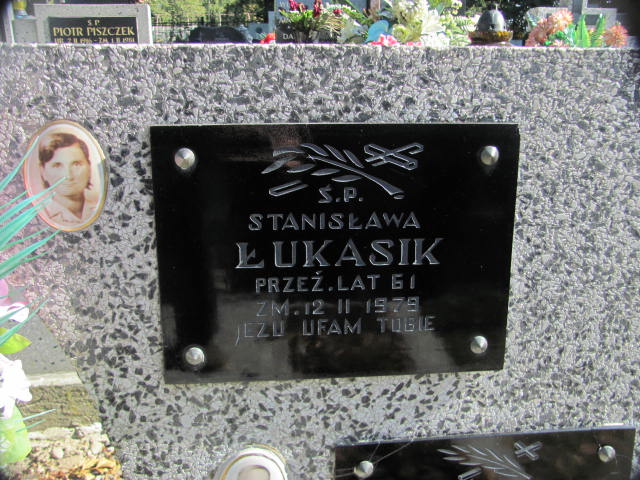 Ś.P.
PIOTR PISZCZEK
Ś.P.
STANISŁAWA
ŁUKASIK
PRZEŻ. LAT 61
ZM. 12 II 1979
JEZU UFAM TOBIE